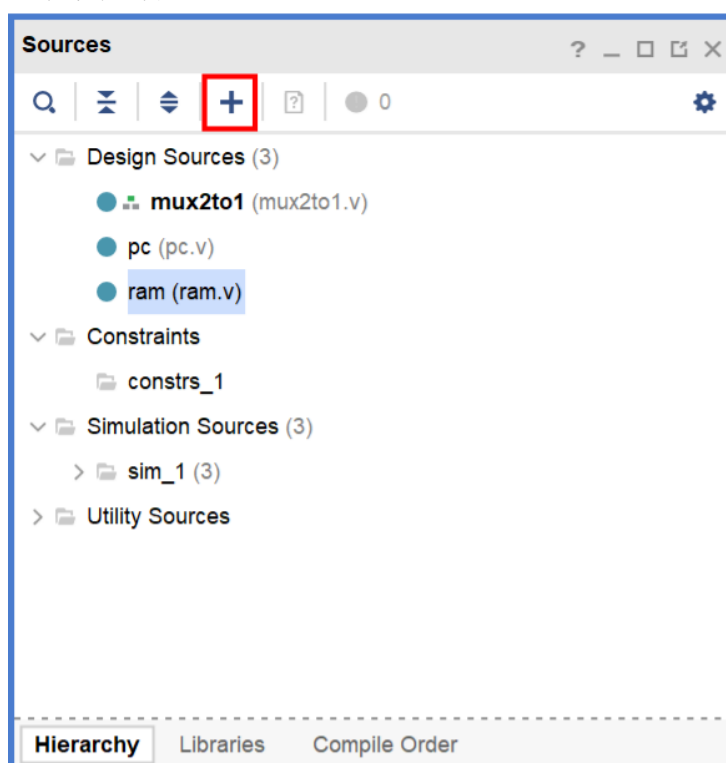 Sources
0
Design Sources (3)
mux2to1 (mux2to1.v)
pc (pc.v)
ram (ram.v)
Constraints
constrs_1
Simulation Sources (3)
sim_1 (3)
Utility Sources
Hierarchy Libraries Compile Order